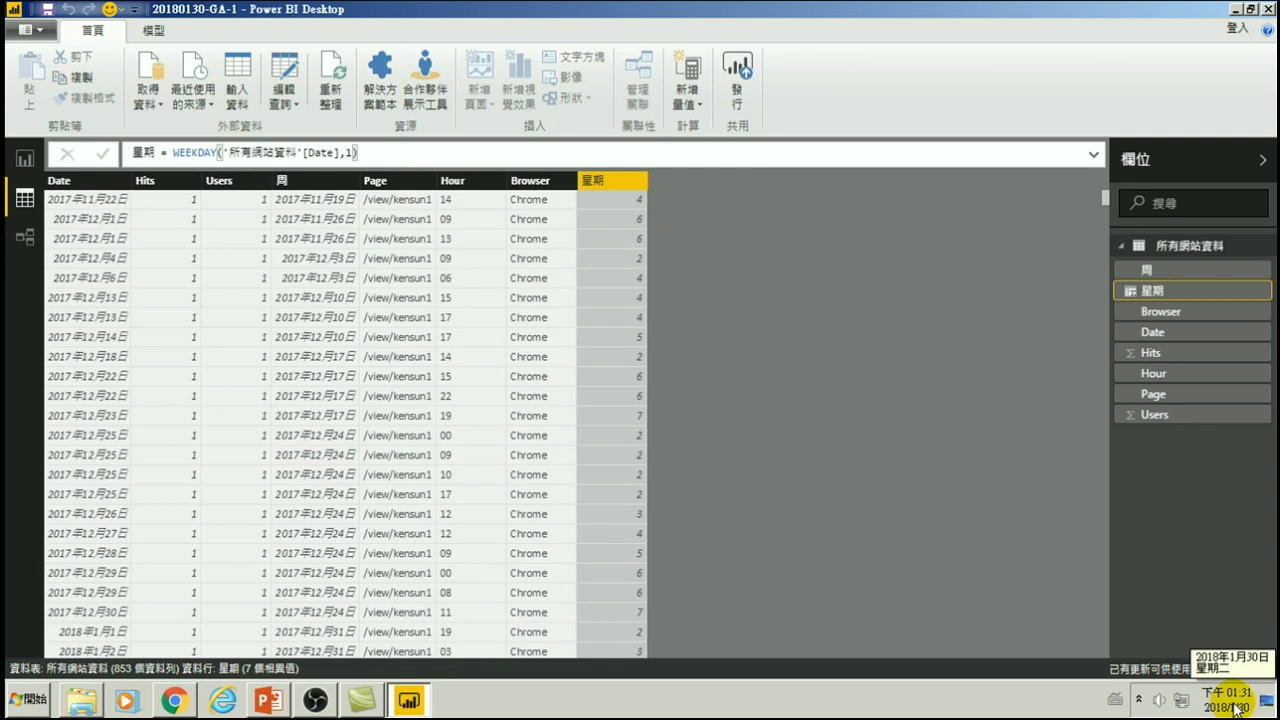 20180130-GA-1 - Power BI Desktop
首頁 模型 登入
貼上 剪下 複製 複製格式 剪貼簿
取得資料 最近使用的來源 輸入資料 編輯查詢 重新整理 外部資料
解決方案範本 合作夥伴展示工具 資源
新增頁面 新增視覺效果 文字方塊 影像 形狀 插入
管理關聯 關聯性
新增量值 計算
發行 共用
星期 = WEEKDAY('所有網站資料'[Date],1)
Date Hits Users 周 Page Hour Browser 星期
2017年11月22日 1 1 2017年11月19日 /view/kensun1 14 Chrome 4
2017年12月1日 1 1 2017年11月26日 /view/kensun1 09 Chrome 6
2017年12月1日 1 1 2017年11月26日 /view/kensun1 13 Chrome 6
2017年12月4日 1 1 2017年12月3日 /view/kensun1 09 Chrome 2
2017年12月6日 1 1 2017年12月3日 /view/kensun1 06 Chrome 4
2017年12月13日 1 1 2017年12月10日 /view/kensun1 15 Chrome 4
2017年12月13日 1 1 2017年12月10日 /view/kensun1 17 Chrome 4
2017年12月14日 1 1 2017年12月10日 /view/kensun1 17 Chrome 5
2017年12月18日 1 1 2017年12月17日 /view/kensun1 14 Chrome 2
2017年12月22日 1 1 2017年12月17日 /view/kensun1 15 Chrome 6
2017年12月22日 1 1 2017年12月17日 /view/kensun1 22 Chrome 6
2017年12月23日 1 1 2017年12月17日 /view/kensun1 19 Chrome 7
2017年12月25日 1 1 2017年12月24日 /view/kensun1 00 Chrome 2
2017年12月25日 1 1 2017年12月24日 /view/kensun1 09 Chrome 2
2017年12月25日 1 1 2017年12月24日 /view/kensun1 10 Chrome 2
2017年12月25日 1 1 2017年12月24日 /view/kensun1 17 Chrome 2
2017年12月26日 1 1 2017年12月24日 /view/kensun1 12 Chrome 3
2017年12月27日 1 1 2017年12月24日 /view/kensun1 12 Chrome 4
2017年12月28日 1 1 2017年12月24日 /view/kensun1 09 Chrome 5
2017年12月29日 1 1 2017年12月24日 /view/kensun1 00 Chrome 6
2017年12月29日 1 1 2017年12月24日 /view/kensun1 08 Chrome 6
2017年12月30日 1 1 2017年12月24日 /view/kensun1 11 Chrome 7
2018年1月1日 1 1 2017年12月31日 /view/kensun1 19 Chrome 2
2018年1月2日 1 1 2017年12月31日 /view/kensun1 03 Chrome 3
欄位
搜尋
所有網站資料
周
星期
Browser
Date
Hits
Hour
Page
Users
資料表: 所有網站資料 (853 個資料列) 資料行: 星期 (7 個相異值)
已有更新可供使用
2018年1月30日
星期二
開始
下午 01:31
2018/1/30